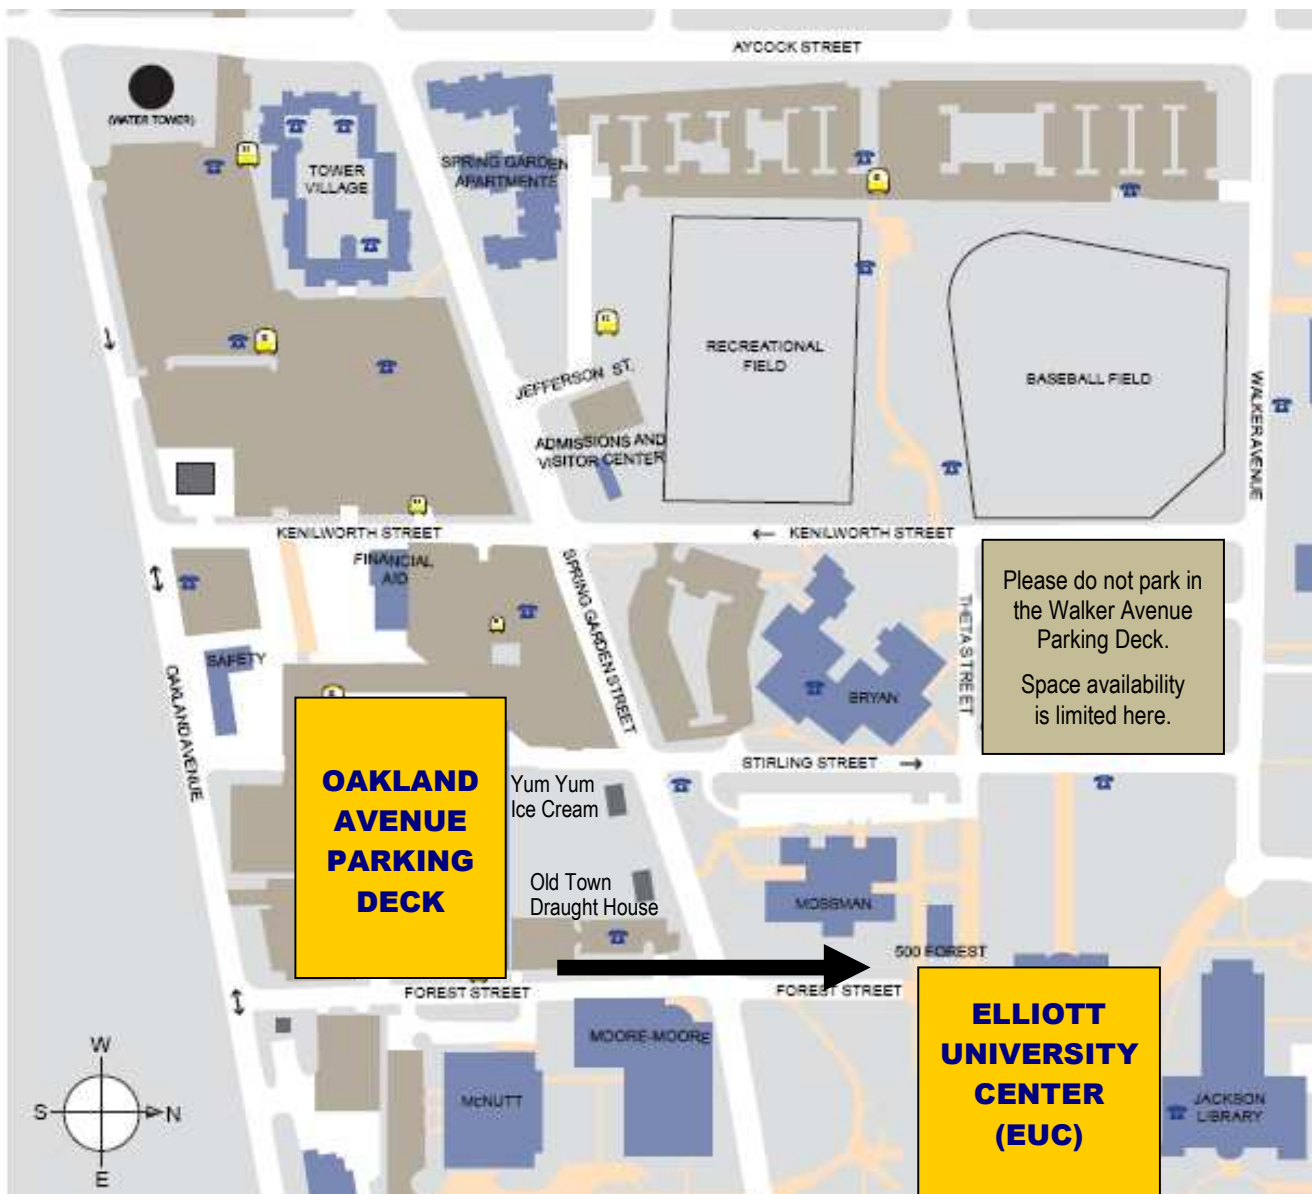 AYCOCK STREET
(WATER TOWER)
TOWER
VILLAGE
SPRING GARDEN
APARTMENTS
RECREATIONAL
FIELD
BASEBALL FIELD
WALKER AVENUE
JEFFERSON ST.
ADMISSIONS AND
VISITOR CENTER
KENILWORTH STREET
KENILWORTH STREET
FINANCIAL
AID
SPRING GARDEN STREET
THETA STREET
Please do not park in
the Walker Avenue
Parking Deck.
Space availability
is limited here.
SAFETY
OAKLAND AVENUE
BRYAN
STIRLING STREET
OAKLAND
AVENUE
PARKING
DECK
Yum Yum
Ice Cream
Old Town
Draught House
MOSSMAN
500 FOREST
FOREST STREET
FOREST STREET
ELLIOTT
UNIVERSITY
CENTER
(EUC)
MOORE-MOORE
McNUTT
JACKSON
LIBRARY
W
S
N
E